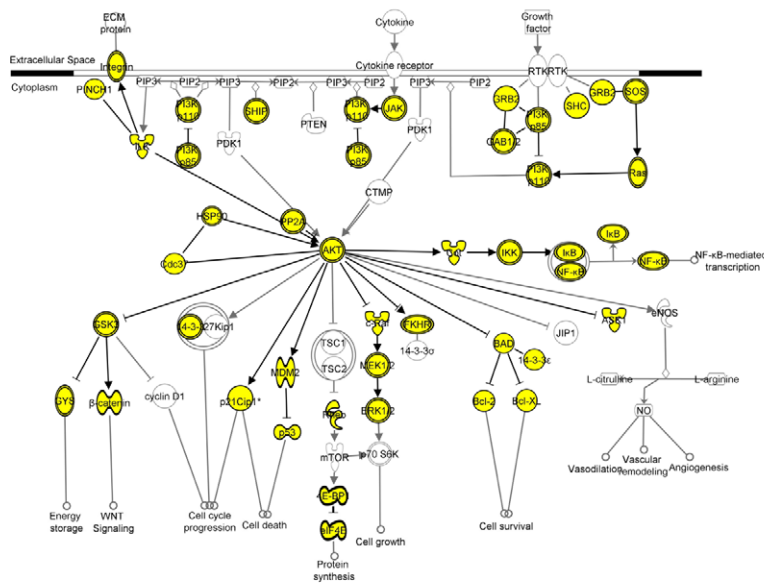 ECM
protein
Cytokine
Growth
factor
Extracellular Space
Integrin
Cytokine receptor
RTK
RTK
Cytoplasm
PINCH1
PIP3
PIP2
PIP3
PIP2
PIP3
PIP2
PIP3
PIP2
PI3K
p110
SHIP
PTEN
PI3K
p110
JAK
PDK1
GRB2
PI3K
p85
SHC
GRB2
SOS
ILK
PI3K
p85
PDK1
PI3K
p85
GAB1/2
PI3K
p110
Ras
CTMP
HSP90
PP2A
Cdc37
AKT
IKK
IκB
NF-κB
IκB
NF-κB
NF-κB-mediated
transcription
GSK3
14-3-3
p27Kip1
TSC1
TSC2
c-Raf
FKHR
14-3-3σ
BAD
14-3-3ε
JIP1
ASK1
eNOS
GYS
β-catenin
cyclin D1
p21Cip1*
MDM2
p53
MEK1/2
ERK1/2
Bcl-2
Bcl-XL
L-citrulline
L-arginine
NO
Rheb
mTOR
p70 S6K
4E-BP1
eIF4E
Vasodilation
Vascular
remodeling
Angiogenesis
Energy
storage
WNT
Signaling
Cell cycle
progression
Cell death
Cell growth
Cell survival
Protein
synthesis